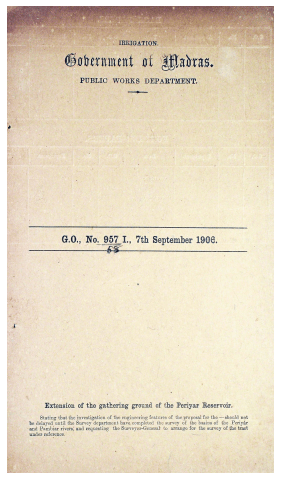 IRRIGATION.
Government of Madras.
PUBLIC WORKS DEPARTMENT.
G.O., No. 957 I., 7th September 1906.
58
Extension of the gathering ground of the Periyar Reservoir.
Stating that the investigation of the engineering features of the proposal for the — should not
be delayed until the Survey department have completed the survey of the basins of the Periyár
and Pambiar rivers; and requesting the Surveyor-General to arrange for the survey of the tract
under reference.